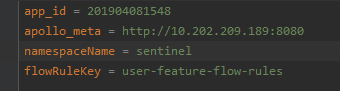 app_id = 201904081548
apollo_meta = http://10.202.209.189:8080
namespaceName = sentinel
flowRuleKey = user-feature-flow-rules